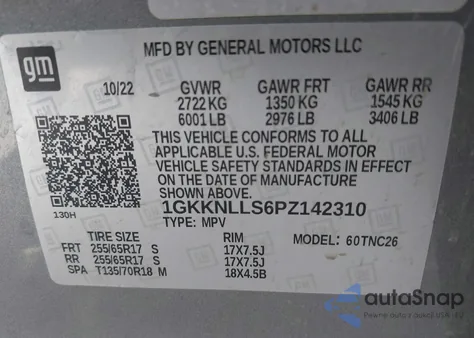 gm
MFD BY GENERAL MOTORS LLC
10/22 GVWR GAWR FRT GAWR RR
2722 KG 1350 KG 1545 KG
6001 LB 2976 LB 3406 LB
THIS VEHICLE CONFORMS TO ALL
APPLICABLE U.S. FEDERAL MOTOR
VEHICLE SAFETY STANDARDS IN EFFECT
ON THE DATE OF MANUFACTURE
SHOWN ABOVE.
130H
1GKKNLLS6PZ142310
TYPE: MPV
TIRE SIZE RIM MODEL: 60TNC26
FRT 255/65R17 S 17X7.5J
RR 255/65R17 S 17X7.5J
SPA T135/70R18 M 18X4.5B
autaSnap